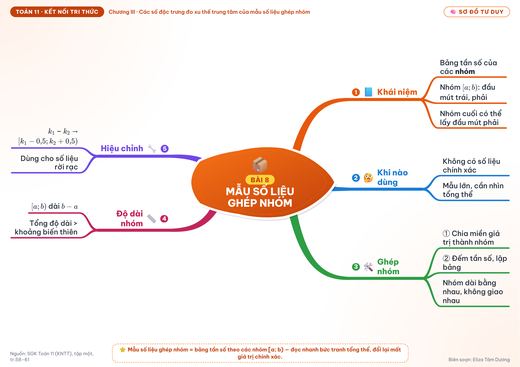 TOÁN 11 · KẾT NỐI TRI THỨC
Chương III · Các số đặc trưng đo xu thế trung tâm của mẫu số liệu ghép nhóm
SƠ ĐỒ TƯ DUY
BÀI 8
MẪU SỐ LIỆU
GHÉP NHÓM
1 Khái niệm
Bảng tần số của
các nhóm
Nhóm [a; b): đầu
mút trái, phải
Nhóm cuối có thể
lấy đầu mút phải
2 Khi nào
dùng
Không có số liệu
chính xác
Mẫu lớn, cần nhìn
tổng thể
3 Ghép
nhóm
① Chia miền giá
trị thành nhóm
② Đếm tần số, lập
bảng
Nhóm dài bằng
nhau, không giao
nhau
Độ dài 4
nhóm
[a; b) dài b − a
Tổng độ dài >
khoảng biến thiên
Hiệu chỉnh 5
k₁ – k₂ →
[k₁ − 0,5; k₂ + 0,5)
Dùng cho số liệu
rời rạc
Mẫu số liệu ghép nhóm = bảng tần số theo các nhóm [a; b) — đọc nhanh bức tranh tổng thể, đổi lại mất
giá trị chính xác.
Nguồn: SGK Toán 11 (KNTT), tập một,
tr.58–61
Biên soạn: Eliza Tâm Dương